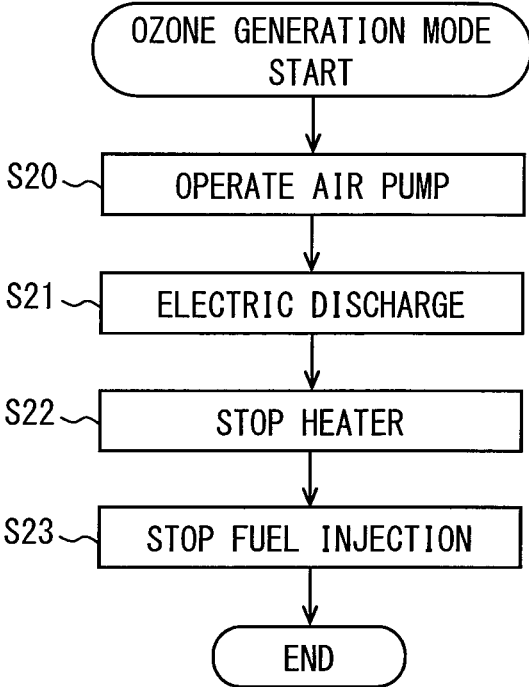 OZONE GENERATION MODE
START
S20
OPERATE AIR PUMP
S21
ELECTRIC DISCHARGE
S22
STOP HEATER
S23
STOP FUEL INJECTION
END